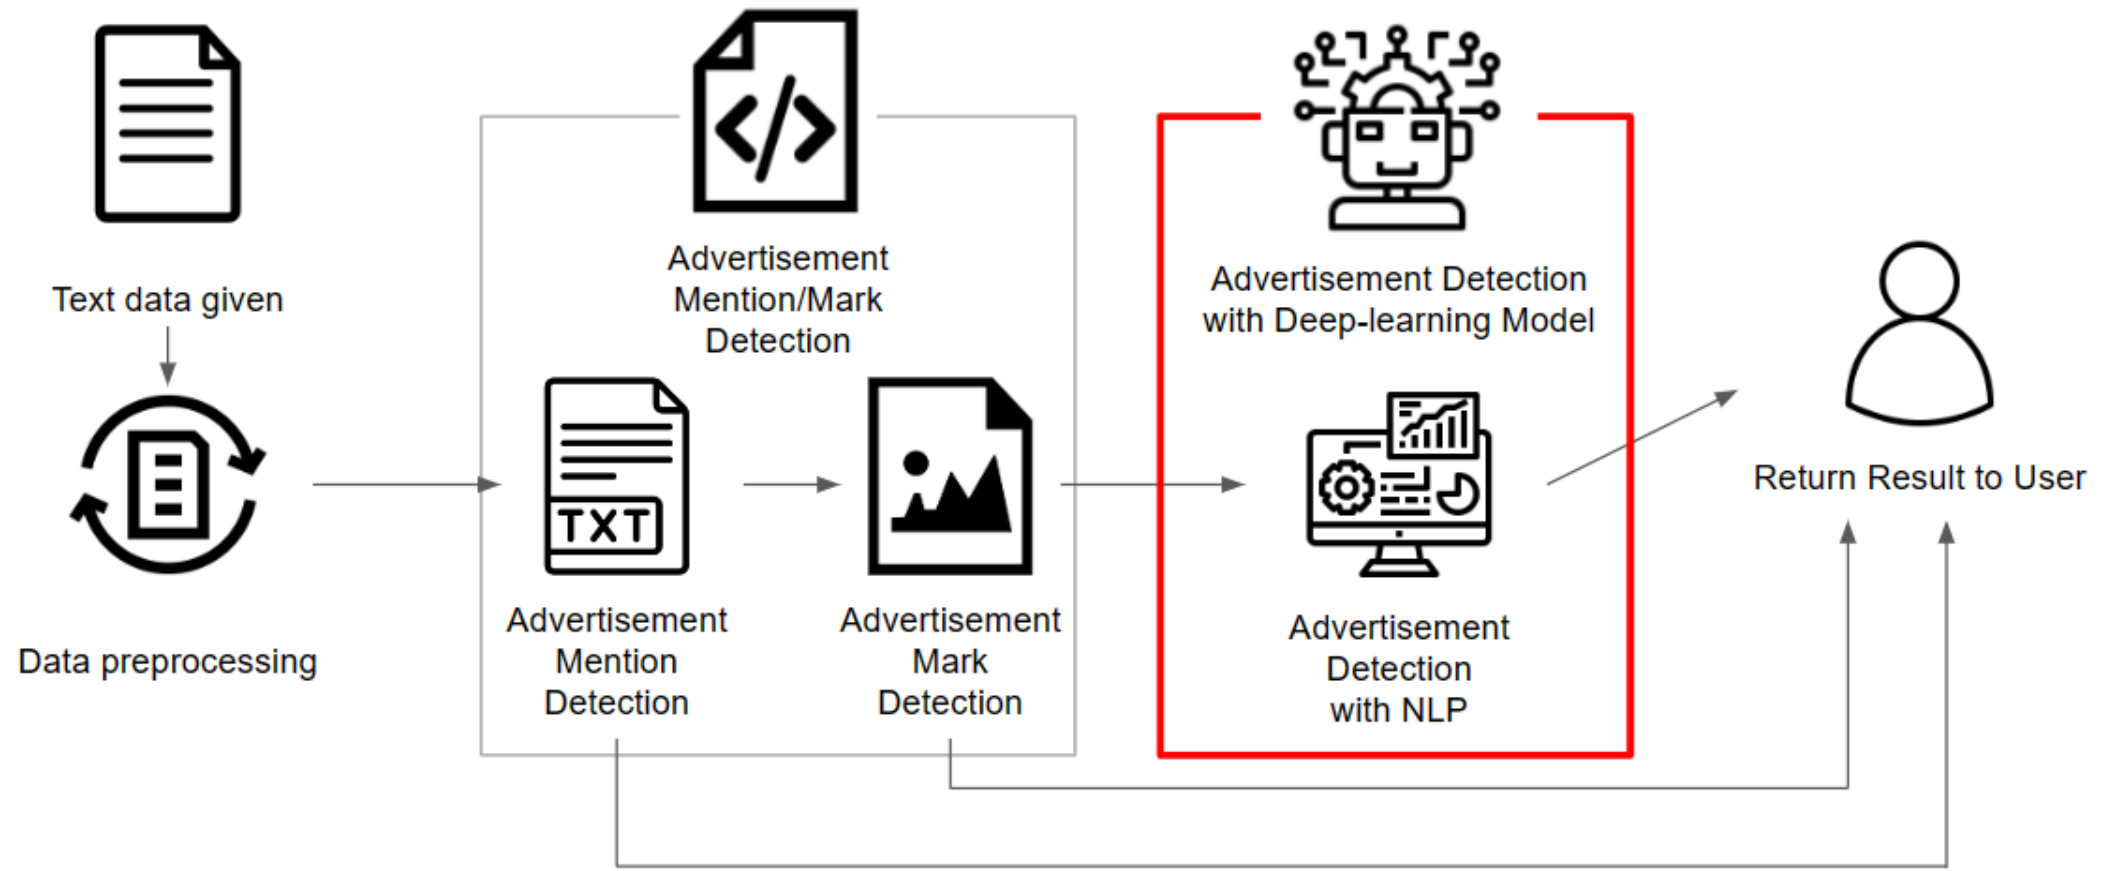 Text data given
Data preprocessing
Advertisement
Mention/Mark
Detection
TXT
Advertisement
Mention
Detection
Advertisement
Mark
Detection
Advertisement Detection
with Deep-learning Model
Advertisement
Detection
with NLP
Return Result to User